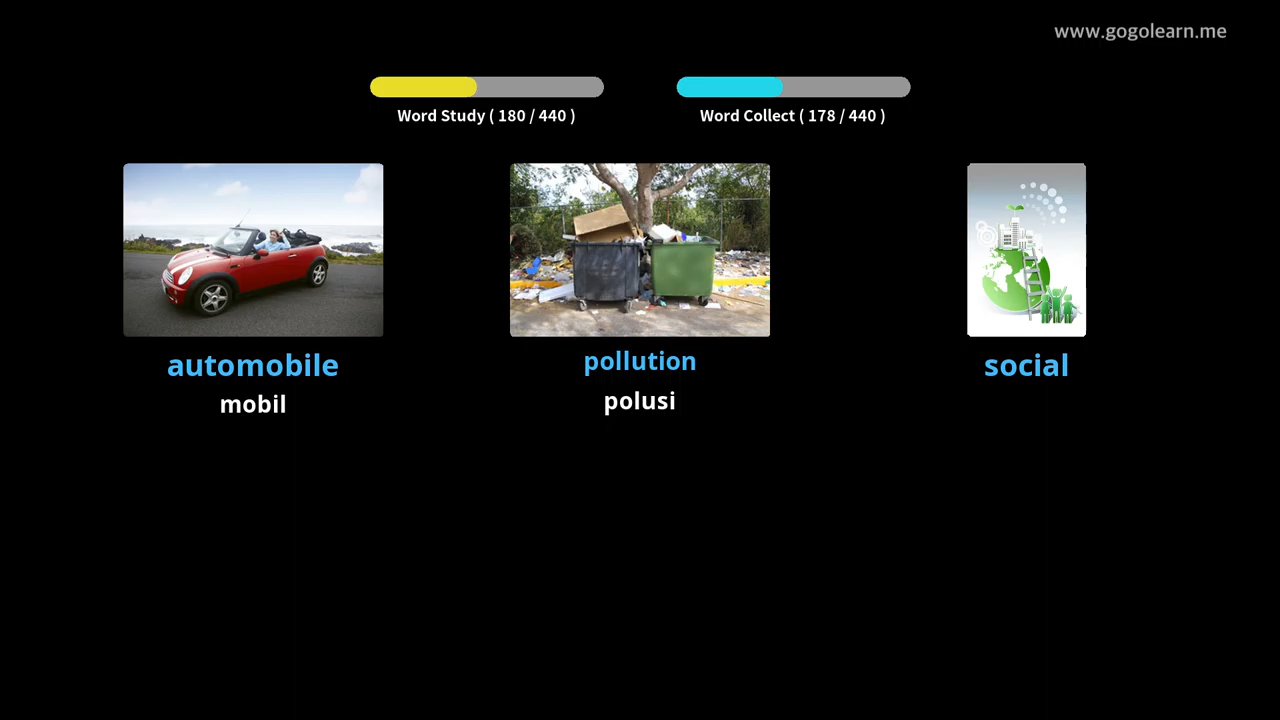 www.gogolearn.me
Word Study ( 180 / 440 )
Word Collect ( 178 / 440 )
automobile
mobil
pollution
polusi
social